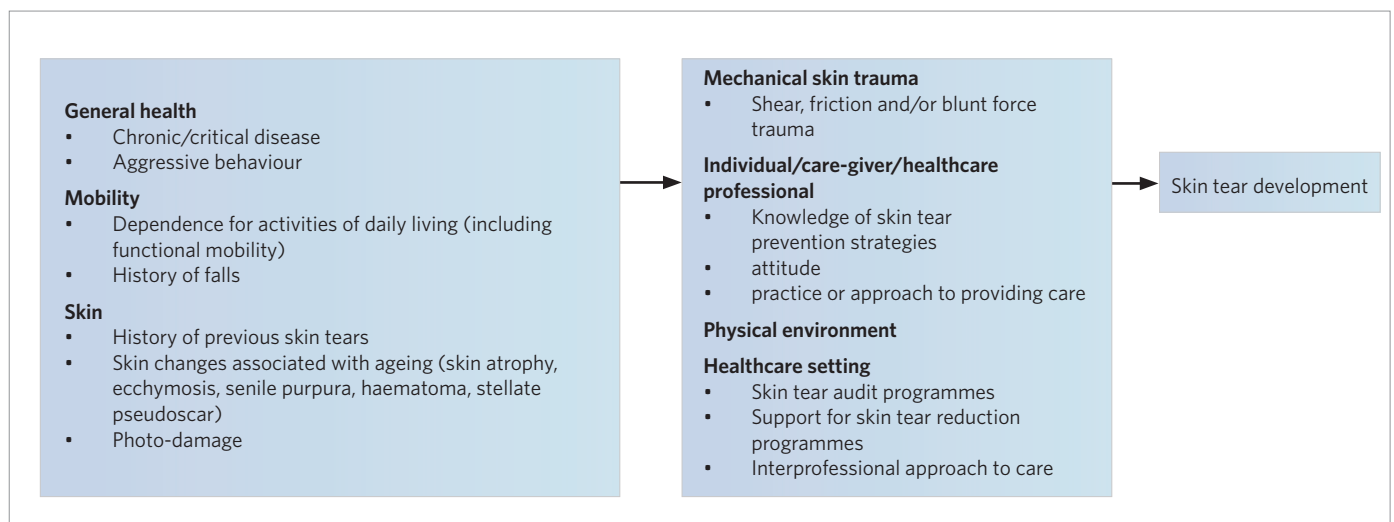 General health
• Chronic/critical disease
• Aggressive behaviour
Mobility
• Dependence for activities of daily living (including
functional mobility)
• History of falls
Skin
• History of previous skin tears
• Skin changes associated with ageing (skin atrophy,
ecchymosis, senile purpura, haematoma, stellate
pseudoscar)
• Photo-damage
Mechanical skin trauma
• Shear, friction and/or blunt force
trauma
Individual/care-giver/healthcare
professional
• Knowledge of skin tear
prevention strategies
• attitude
• practice or approach to providing care
Physical environment
Healthcare setting
• Skin tear audit programmes
• Support for skin tear reduction
programmes
• Interprofessional approach to care
Skin tear development